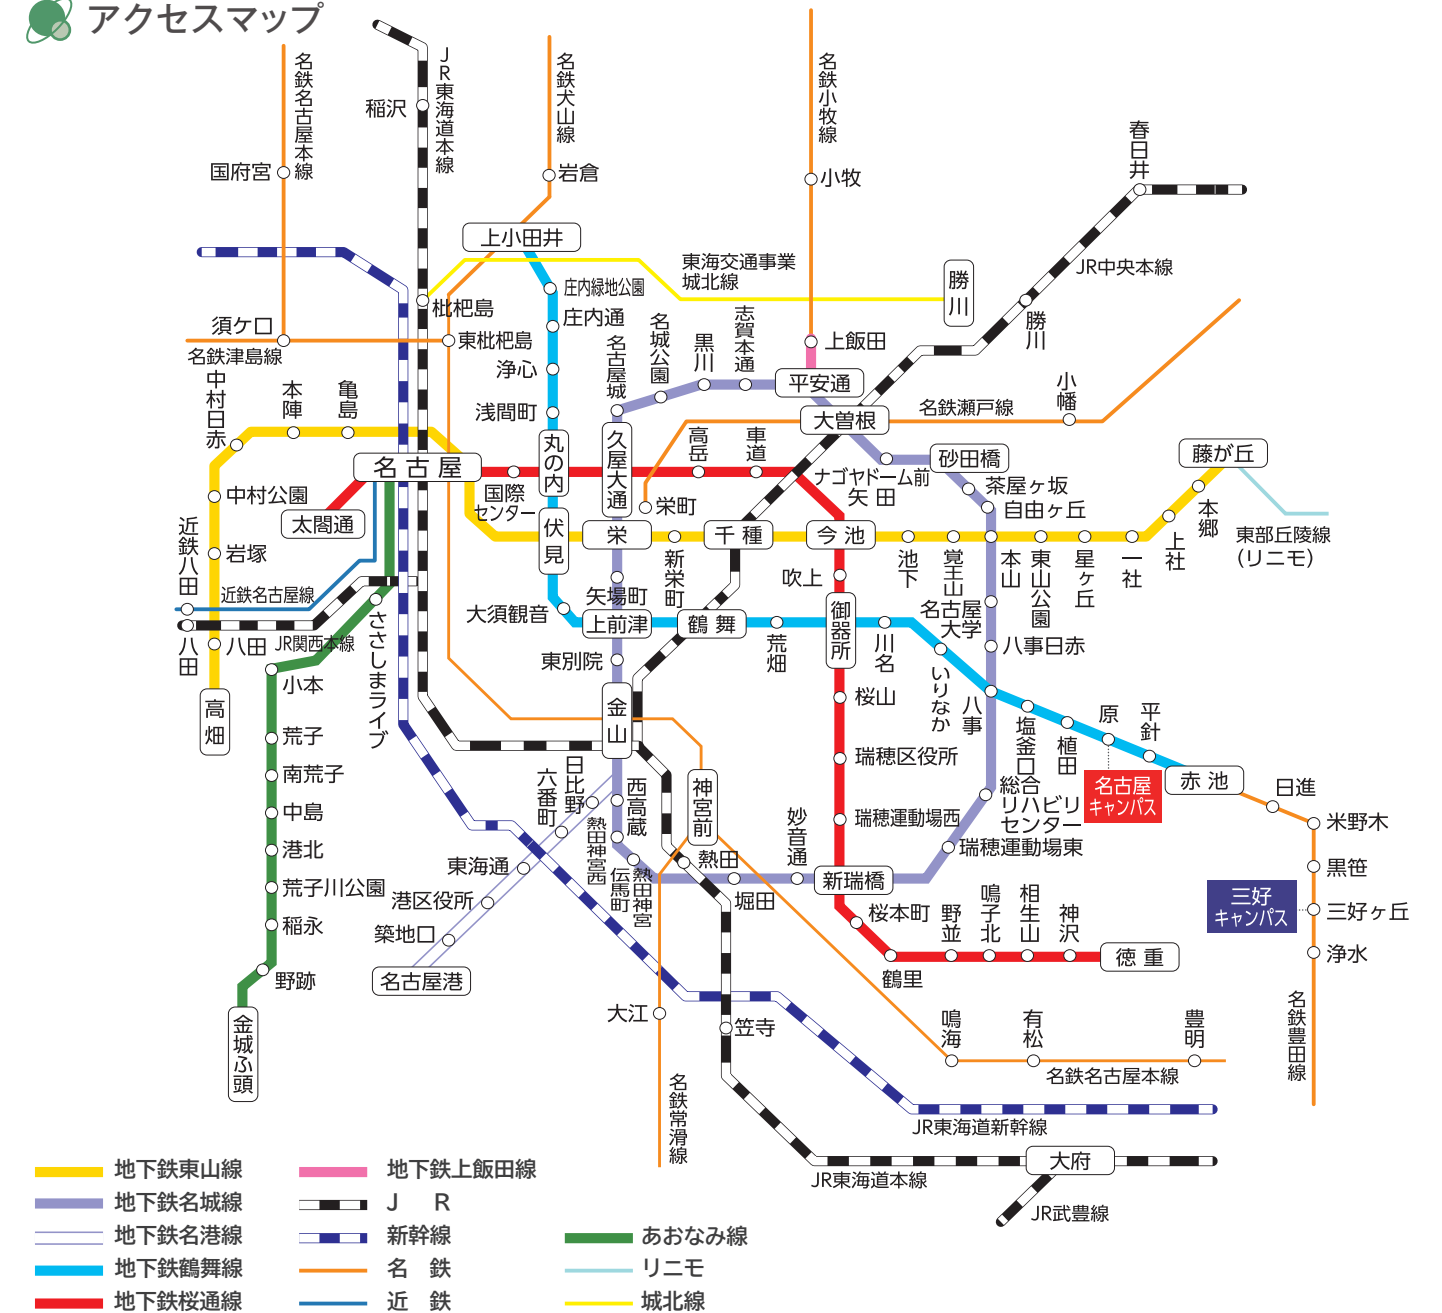 アクセスマップ
名鉄名古屋本線
JR東海道本線
名鉄犬山線
名鉄小牧線
稲沢
国府宮
岩倉
小牧
春日井
上小田井
JR中央本線
東海交通事業
城北線
勝川
勝川
枇杷島
庄内緑地公園
庄内通
須ケ口
名鉄津島線
東枇杷島
浄心
浅間町
名古屋城
名城公園
黒川
志賀本通
上飯田
平安通
大曽根
名鉄瀬戸線
小幡
中村日赤
本陣
亀島
名古屋
国際
センター
丸の内
久屋大通
高岳
車道
栄町
ナゴヤドーム前
矢田
砂田橋
茶屋ヶ坂
自由ヶ丘
藤が丘
本郷
上社
東部丘陵線
(リニモ)
中村公園
太閤通
岩塚
近鉄八田
近鉄名古屋線
伏見
栄
新栄町
千種
今池
池下
覚王山
本山
東山公園
星ヶ丘
一社
吹上
矢場町
大須観音
上前津
鶴舞
荒畑
御器所
川名
名古屋
大学
八事日赤
八田
八田
JR関西本線
ささしまライブ
小本
高畑
東別院
金山
桜山
いりなか
八事
塩釜口
植田
原
平針
赤池
名古屋
キャンパス
日進
米野木
黒笹
三好ヶ丘
三好
キャンパス
浄水
名鉄豊田線
荒子
南荒子
中島
港北
荒子川公園
稲永
野跡
金城ふ頭
日比野
六番町
東海通
港区役所
築地口
名古屋港
西高蔵
熱田神宮西
伝馬町
熱田神宮
神宮前
熱田
堀田
妙音通
新瑞橋
瑞穂区役所
瑞穂運動場西
瑞穂運動場東
総合
リハビリ
センター
桜本町
鶴里
野並
鳴子北
相生山
神沢
徳重
大江
笠寺
鳴海
有松
豊明
名鉄名古屋本線
名鉄常滑線
JR東海道新幹線
JR東海道本線
大府
JR武豊線
地下鉄東山線
地下鉄名城線
地下鉄名港線
地下鉄鶴舞線
地下鉄桜通線
地下鉄上飯田線
JR
新幹線
名鉄
近鉄
あおなみ線
リニモ
城北線